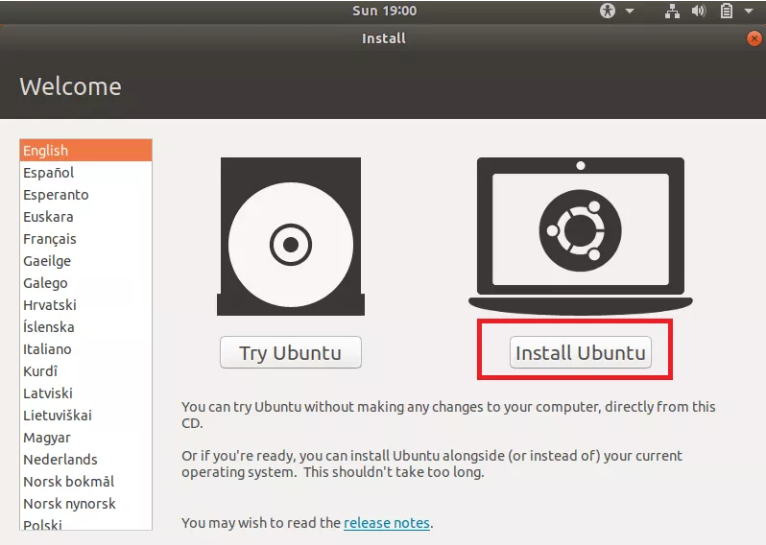 Sun 19:00
Install
Welcome
English
Español
Esperanto
Euskara
Français
Gaeilge
Galego
Hrvatski
Íslenska
Italiano
Kurdî
Latviski
Lietuviškai
Magyar
Nederlands
Norsk bokmål
Norsk nynorsk
Polski
Try Ubuntu
Install Ubuntu
You can try Ubuntu without making any changes to your computer, directly from this
CD.
Or if you're ready, you can install Ubuntu alongside (or instead of) your current
operating system. This shouldn't take too long.
You may wish to read the release notes.